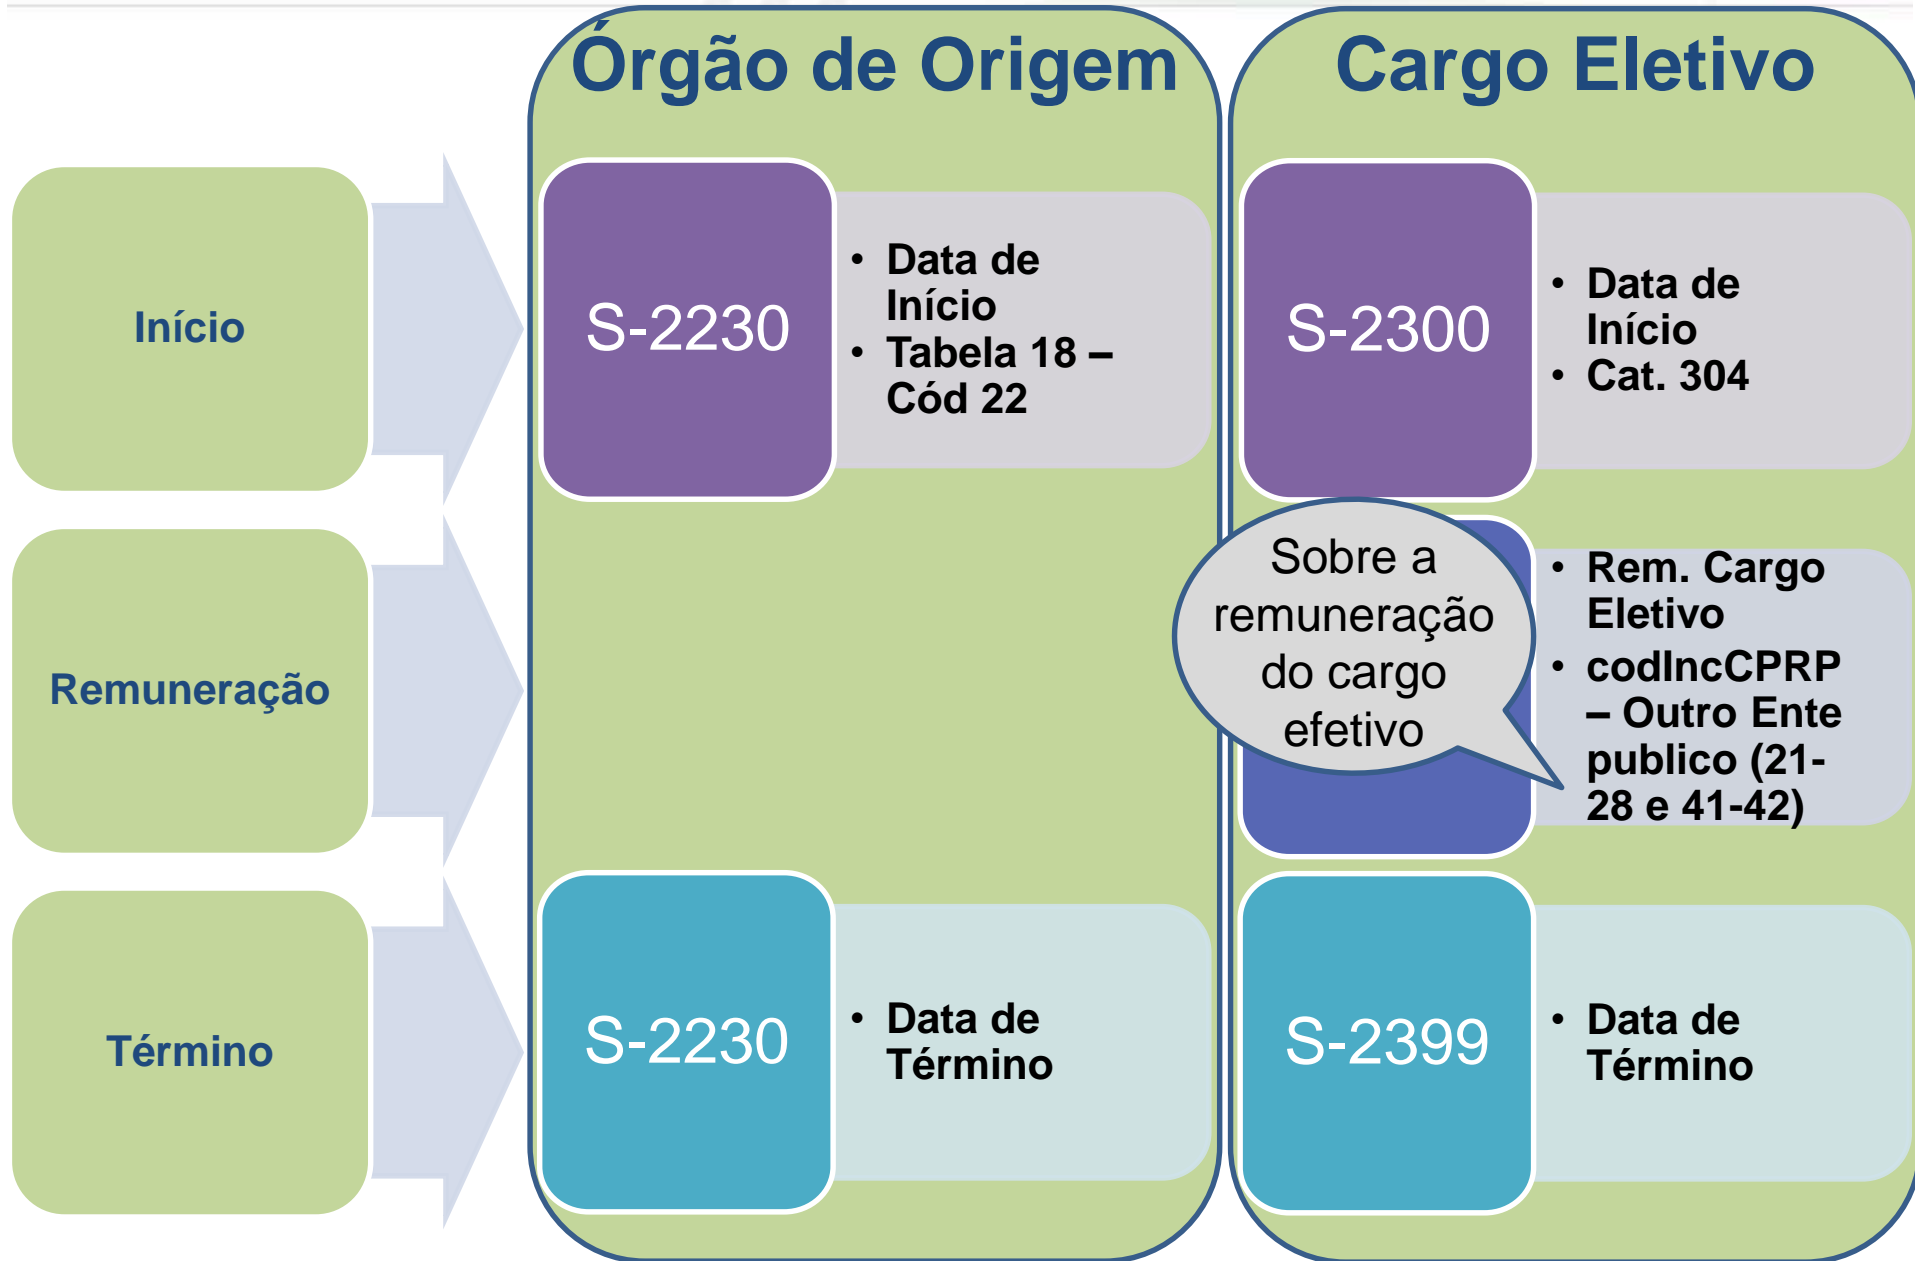 Órgão de Origem
Cargo Eletivo
Início
S-2230
• Data de
Início
• Tabela 18 –
Cód 22
S-2300
• Data de
Início
• Cat. 304
Remuneração
Sobre a
remuneração
do cargo
efetivo
• Rem. Cargo
Eletivo
• codIncCPRP
– Outro Ente
publico (21-
28 e 41-42)
Término
S-2230
• Data de
Término
S-2399
• Data de
Término